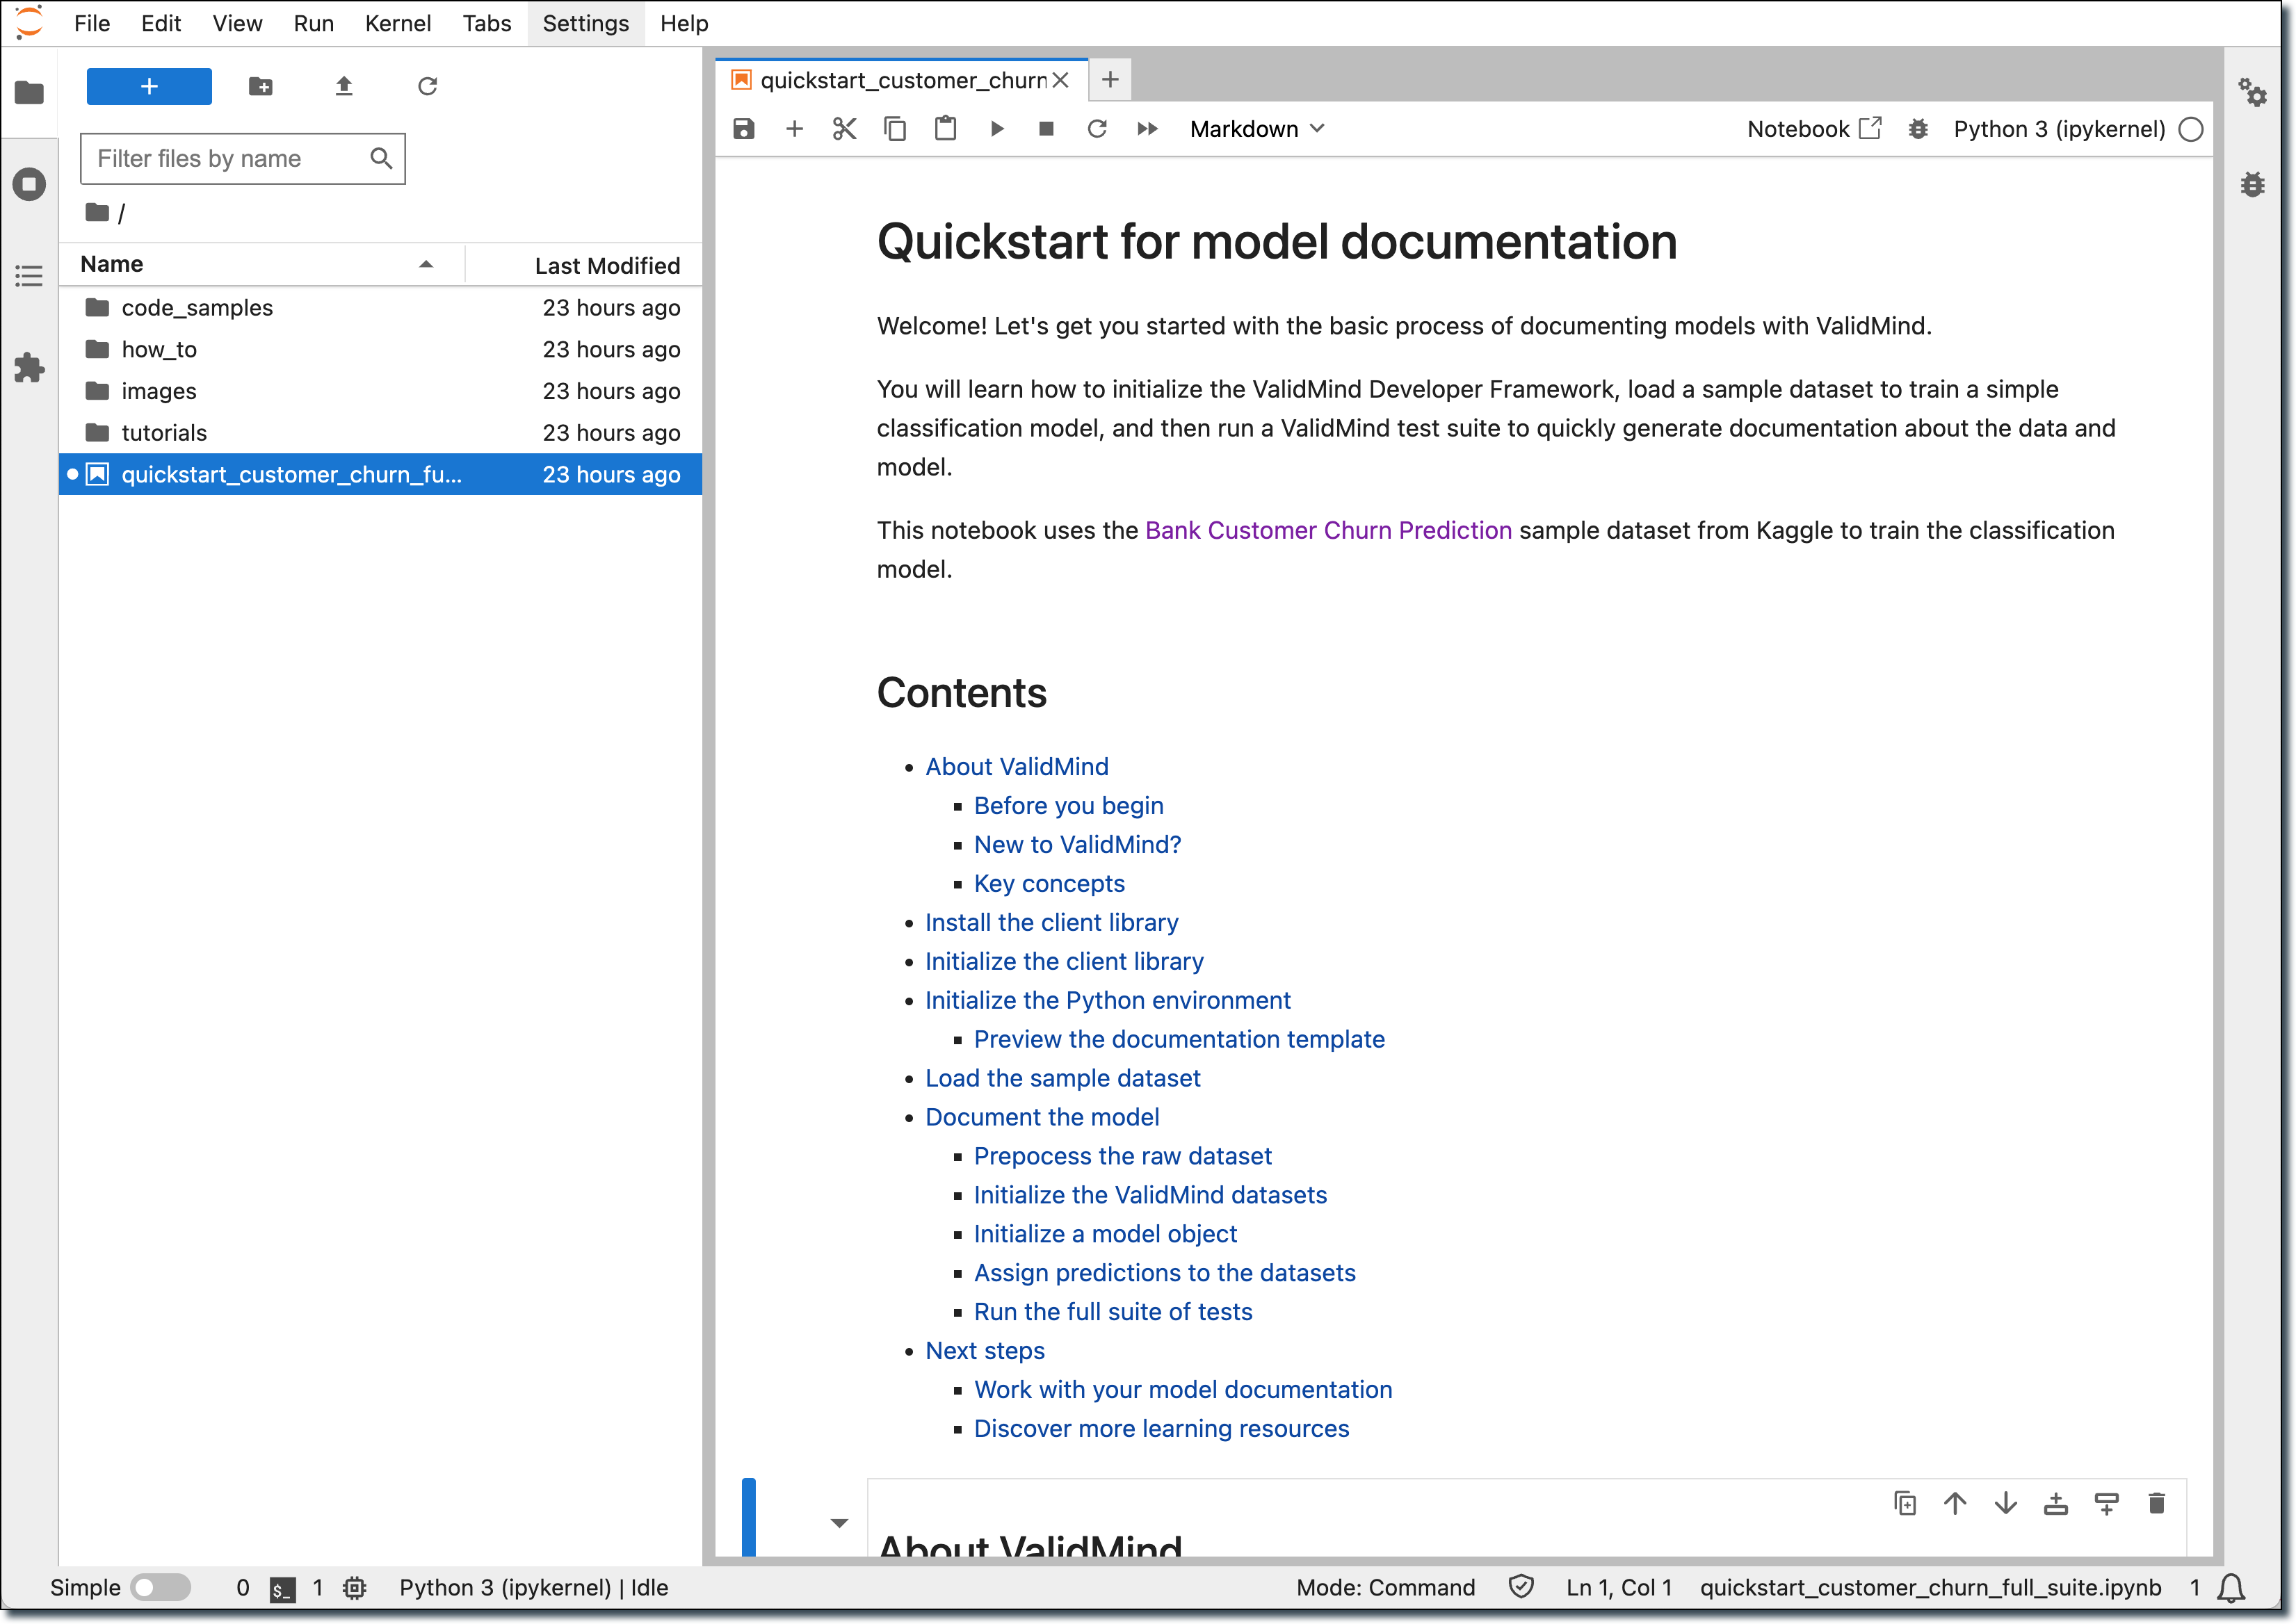 File Edit View Run Kernel Tabs Settings Help
Filter files by name
/
Name Last Modified
code_samples 23 hours ago
how_to 23 hours ago
images 23 hours ago
tutorials 23 hours ago
quickstart_customer_churn_fu... 23 hours ago
quickstart_customer_churn
Markdown Notebook Python 3 (ipykernel)
Quickstart for model documentation
Welcome! Let's get you started with the basic process of documenting models with ValidMind.
You will learn how to initialize the ValidMind Developer Framework, load a sample dataset to train a simple
classification model, and then run a ValidMind test suite to quickly generate documentation about the data and
model.
This notebook uses the Bank Customer Churn Prediction sample dataset from Kaggle to train the classification
model.
Contents
About ValidMind
Before you begin
New to ValidMind?
Key concepts
Install the client library
Initialize the client library
Initialize the Python environment
Preview the documentation template
Load the sample dataset
Document the model
Prepocess the raw dataset
Initialize the ValidMind datasets
Initialize a model object
Assign predictions to the datasets
Run the full suite of tests
Next steps
Work with your model documentation
Discover more learning resources
About ValidMind
Simple 0 $_ 1 Python 3 (ipykernel) | Idle Mode: Command Ln 1, Col 1 quickstart_customer_churn_full_suite.ipynb 1